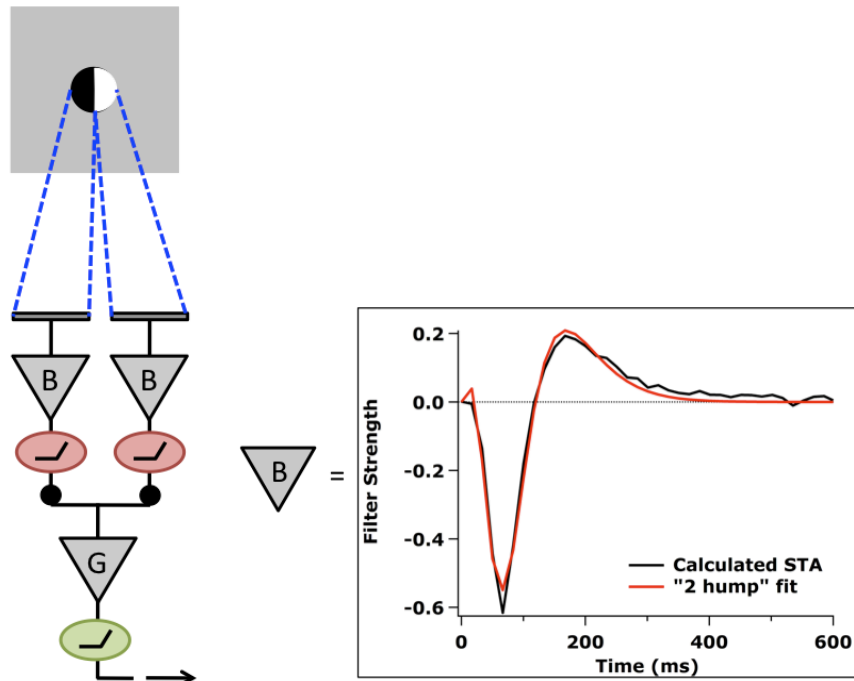 B
B
G
B
=
0.2
0.0
-0.2
-0.4
-0.6
Filter Strength
Calculated STA
"2 hump" fit
0
200
400
600
Time (ms)